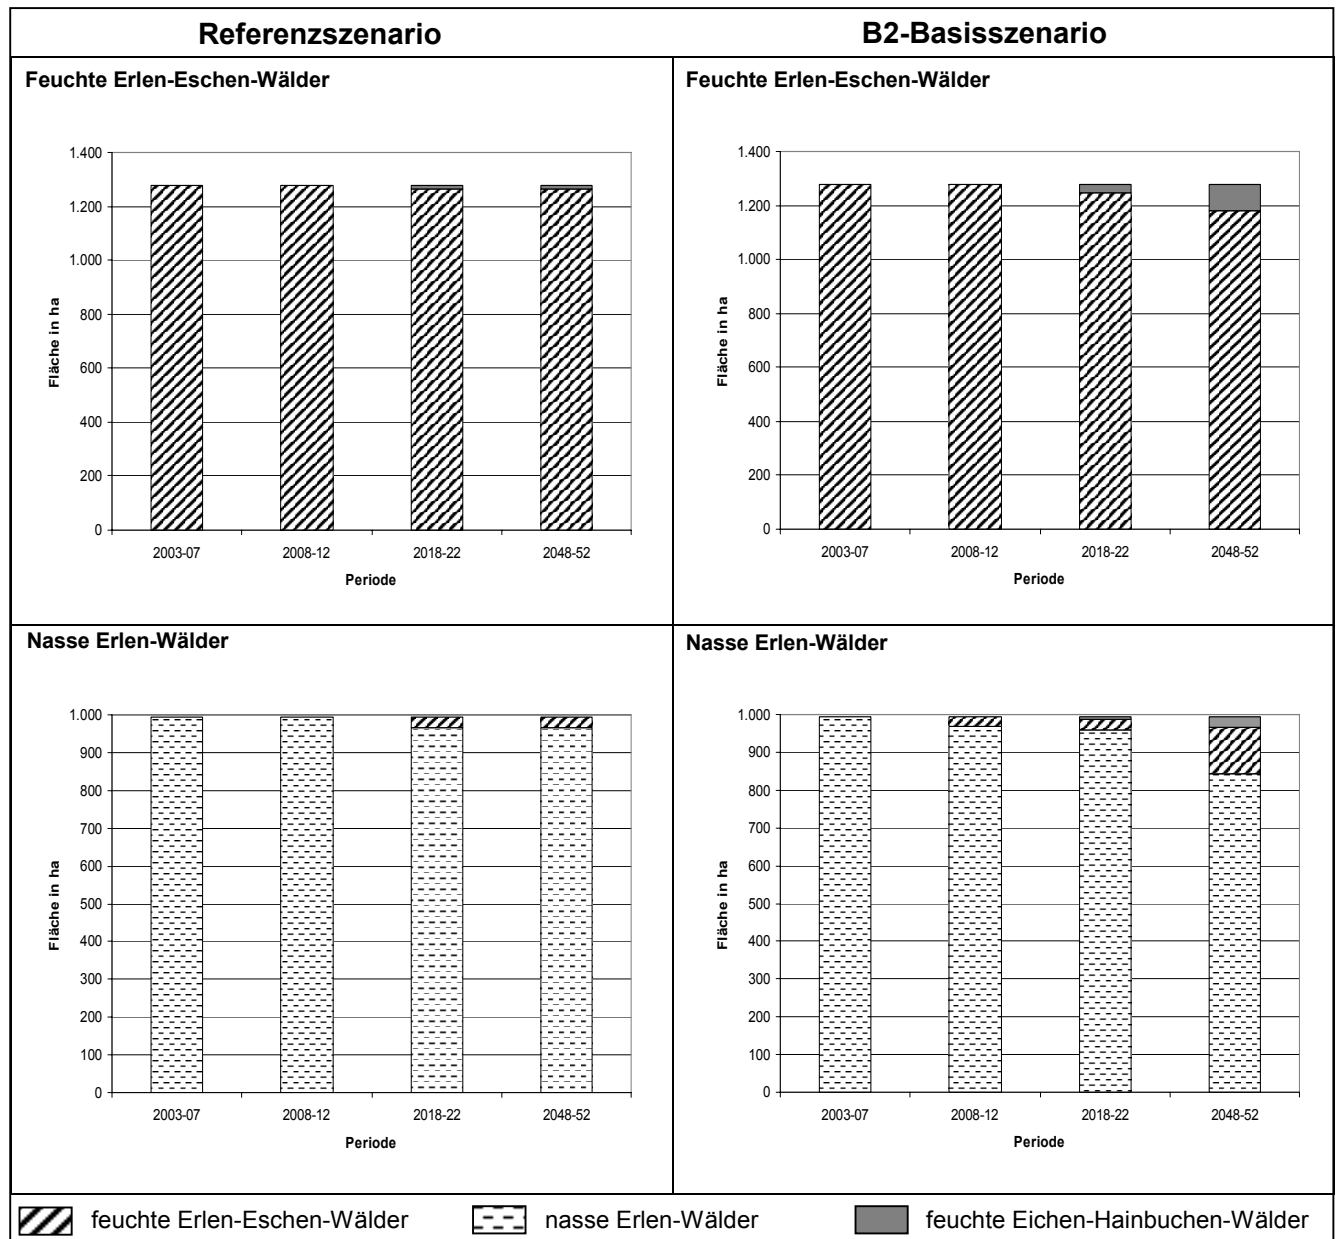 Referenzszenario
B2-Basisszenario
Feuchte Erlen-Eschen-Wälder
1.400
1.200
1.000
800
600
400
200
0
Fläche in ha
2003-07 2008-12 2018-22 2048-52
Periode
Feuchte Erlen-Eschen-Wälder
1.400
1.200
1.000
800
600
400
200
0
Fläche in ha
2003-07 2008-12 2018-22 2048-52
Periode
Nasse Erlen-Wälder
1.000
900
800
700
600
500
400
300
200
100
0
Fläche in ha
2003-07 2008-12 2018-22 2048-52
Periode
Nasse Erlen-Wälder
1.000
900
800
700
600
500
400
300
200
100
0
Fläche in ha
2003-07 2008-12 2018-22 2048-52
Periode
feuchte Erlen-Eschen-Wälder nasse Erlen-Wälder feuchte Eichen-Hainbuchen-Wälder